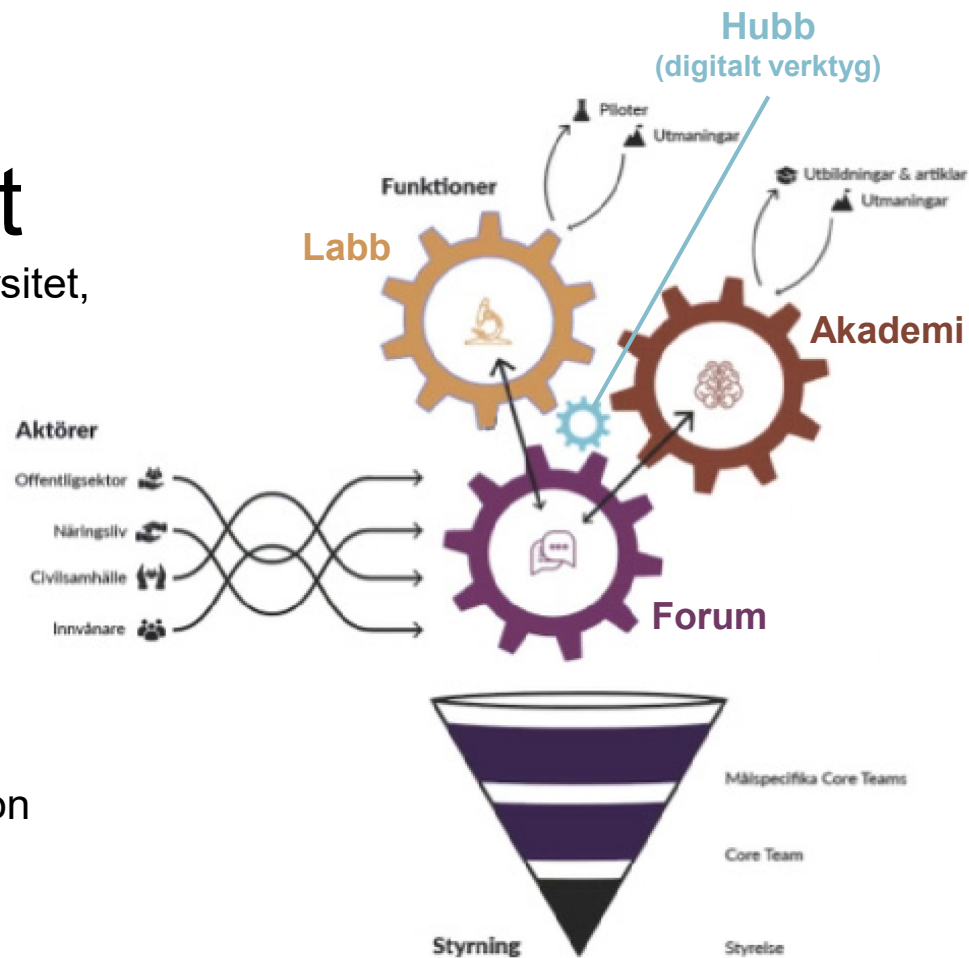 Hubb
(digitalt verktyg)
Piloter
Utmaningar
t
Utbildningar & artiklar
Funktioner
Utmaningar
Labb
sitet,
Akademi
Aktörer
Offentligsektor
Näringsliv
Civilsamhälle
Innvånare
Forum
Målspecifika Core Teams
on
Core Team
Styrning
Styrelse